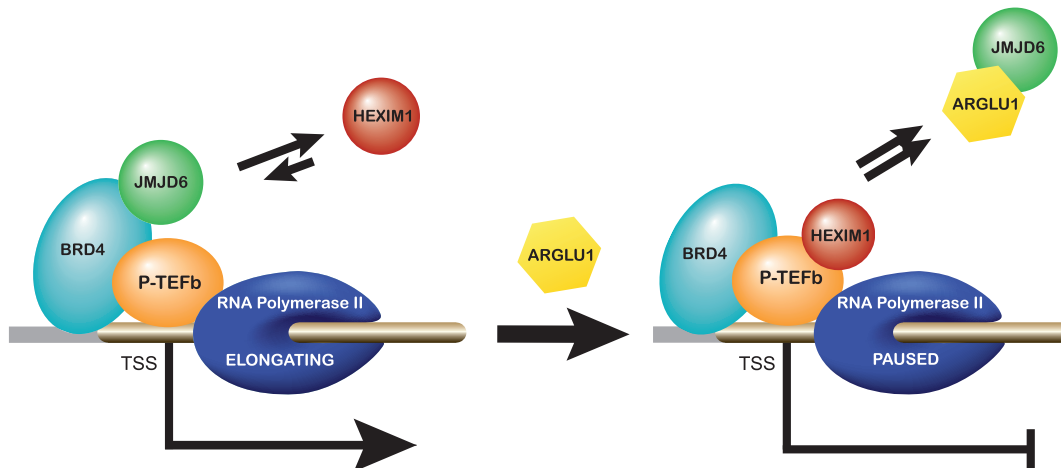 HEXIM1
JMJD6
BRD4
P-TEFb
RNA Polymerase II
ELONGATING
TSS
ARGLU1
JMJD6
ARGLU1
HEXIM1
BRD4
P-TEFb
RNA Polymerase II
PAUSED
TSS